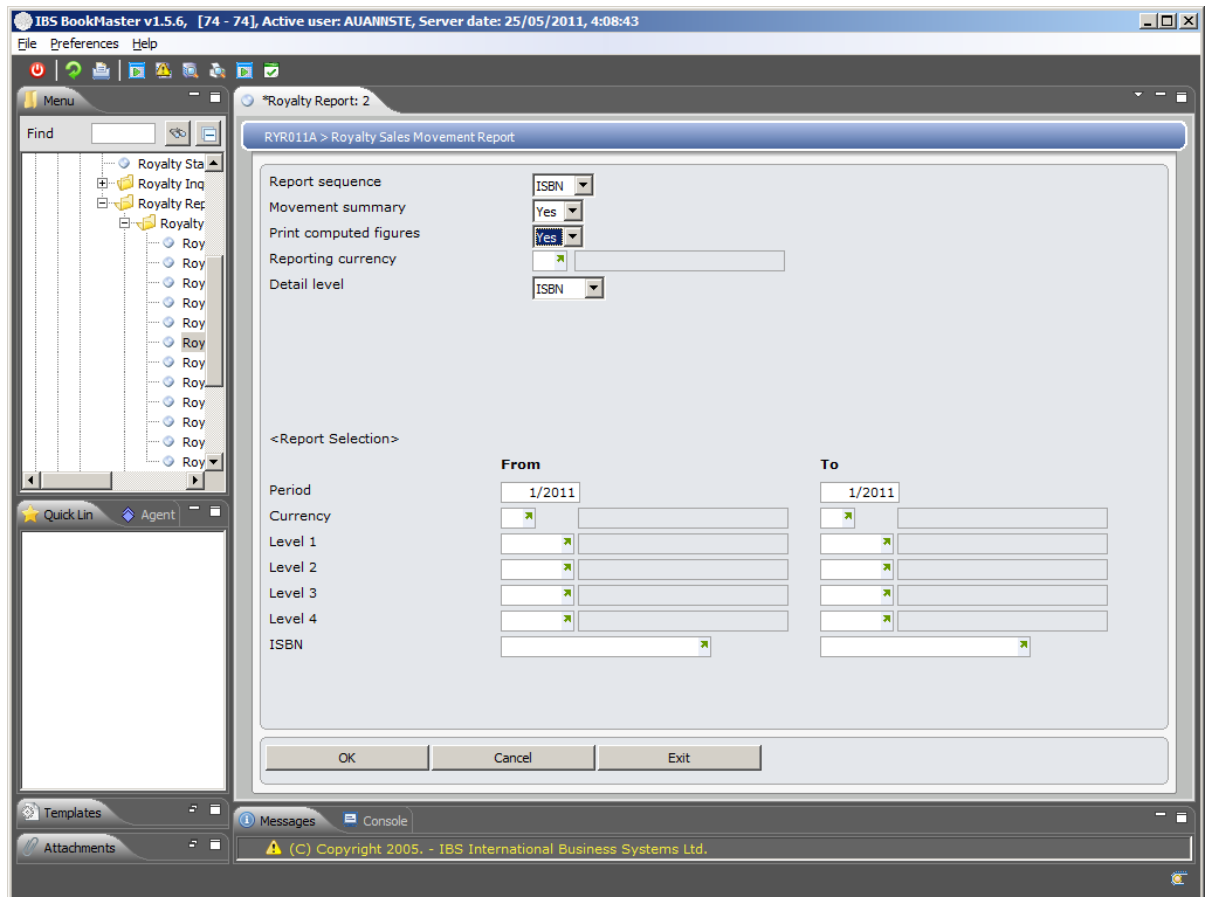 IBS BookMaster v1.5.6, [74 - 74], Active user: AUANNSTE, Server date: 25/05/2011, 4:08:43
File Preferences Help
Menu
*Royalty Report: 2
Find
RYR011A > Royalty Sales Movement Report
Royalty Sta
Royalty Inq
Royalty Rep
Royalty
Roy
Roy
Roy
Roy
Roy
Roy
Roy
Roy
Roy
Roy
Roy
Roy
Report sequence ISBN
Movement summary Yes
Print computed figures Yes
Reporting currency
Detail level ISBN
<Report Selection>
From To
Period 1/2011 1/2011
Currency
Level 1
Level 2
Level 3
Level 4
ISBN
Quick Lin Agent
OK Cancel Exit
Templates
Messages Console
Attachments
(C) Copyright 2005. - IBS International Business Systems Ltd.